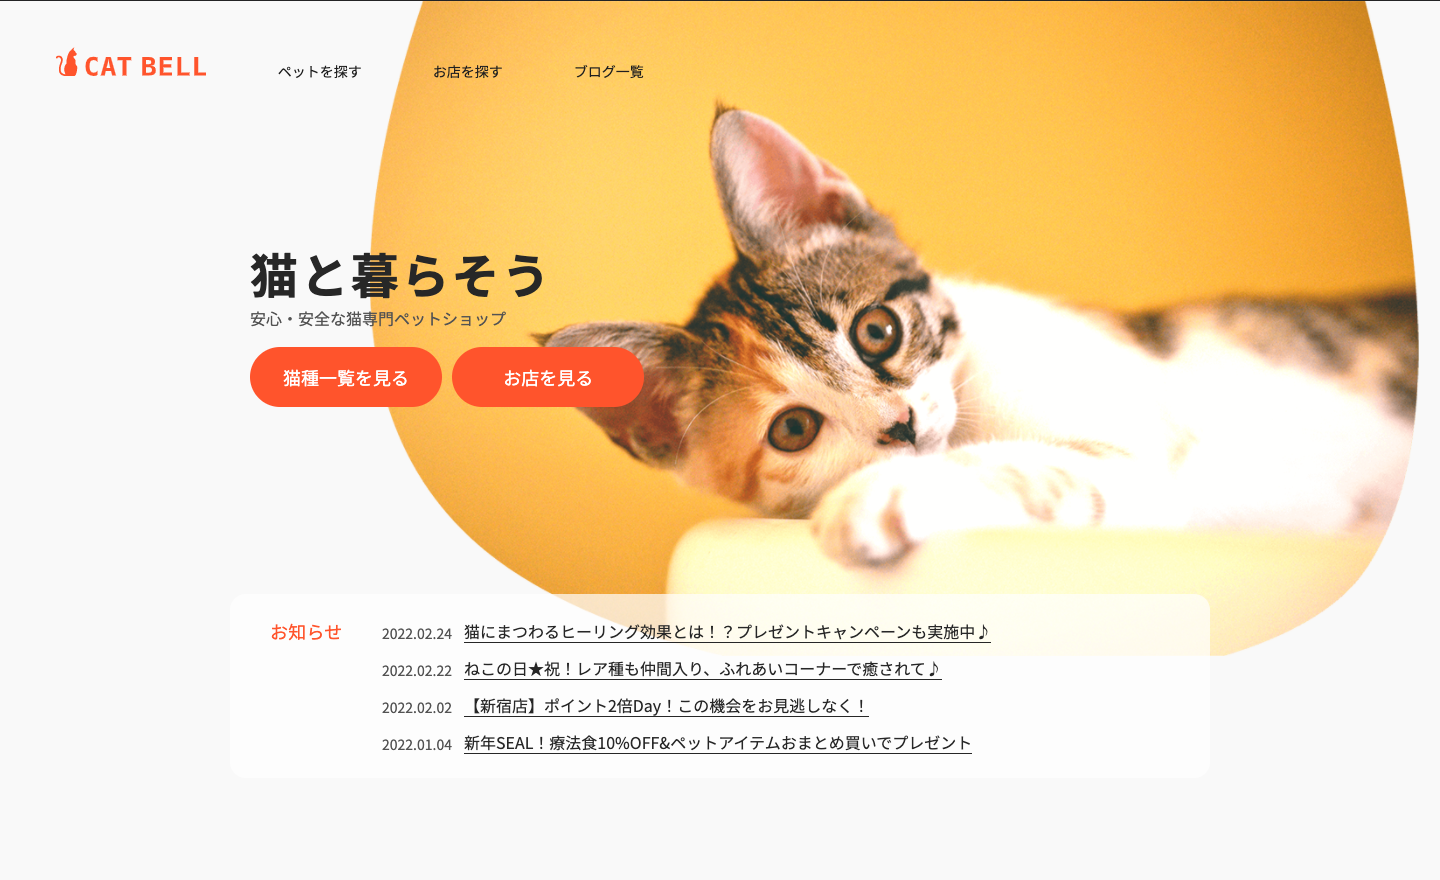 CAT BELL
ペットを探す
お店を探す
ブログ一覧
猫と暮らそう
安心・安全な猫専門ペットショップ
猫種一覧を見る
お店を見る
お知らせ
2022.02.24 猫にまつわるヒーリング効果とは！？プレゼントキャンペーンも実施中♪
2022.02.22 ねこの日★祝！レア種も仲間入り、ふれあいコーナーで癒されて♪
2022.02.02 【新宿店】ポイント2倍Day！この機会をお見逃しなく！
2022.01.04 新年SEAL！療法食10%OFF&ペットアイテムおまとめ買いでプレゼント